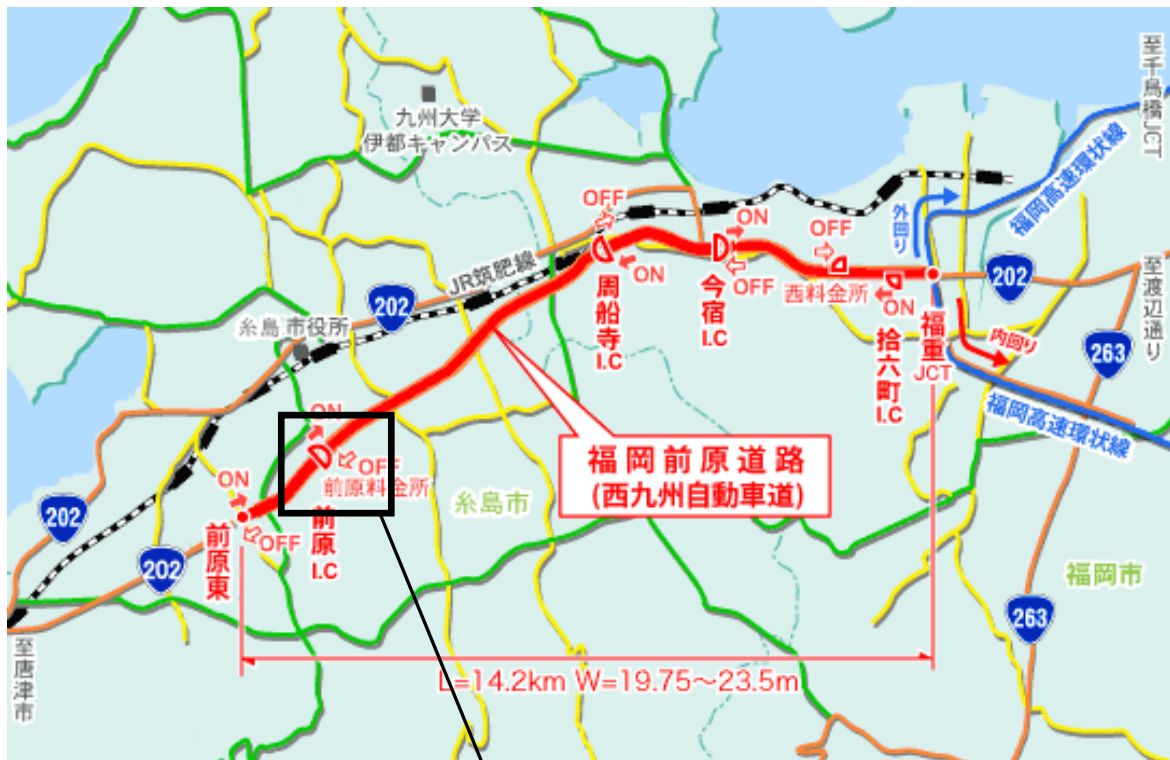 至千鳥橋JCT
九州大学
伊都キャンパス
福岡高速環状線
外回り
OFF
ON
OFF
ON
OFF
JR筑肥線
西料金所
ON
202
至渡辺通り
202
糸島市役所
周船寺
I.C
今宿
I.C
拾六町
I.C
福重
JCT
内回り
263
福岡高速環状線
ON
OFF
前原料金所
福岡前原道路
(西九州自動車道)
ON
糸島市
202
前原
I.C
OFF
前原東
202
福岡市
263
至唐津市
L=14.2km W=19.75~23.5m